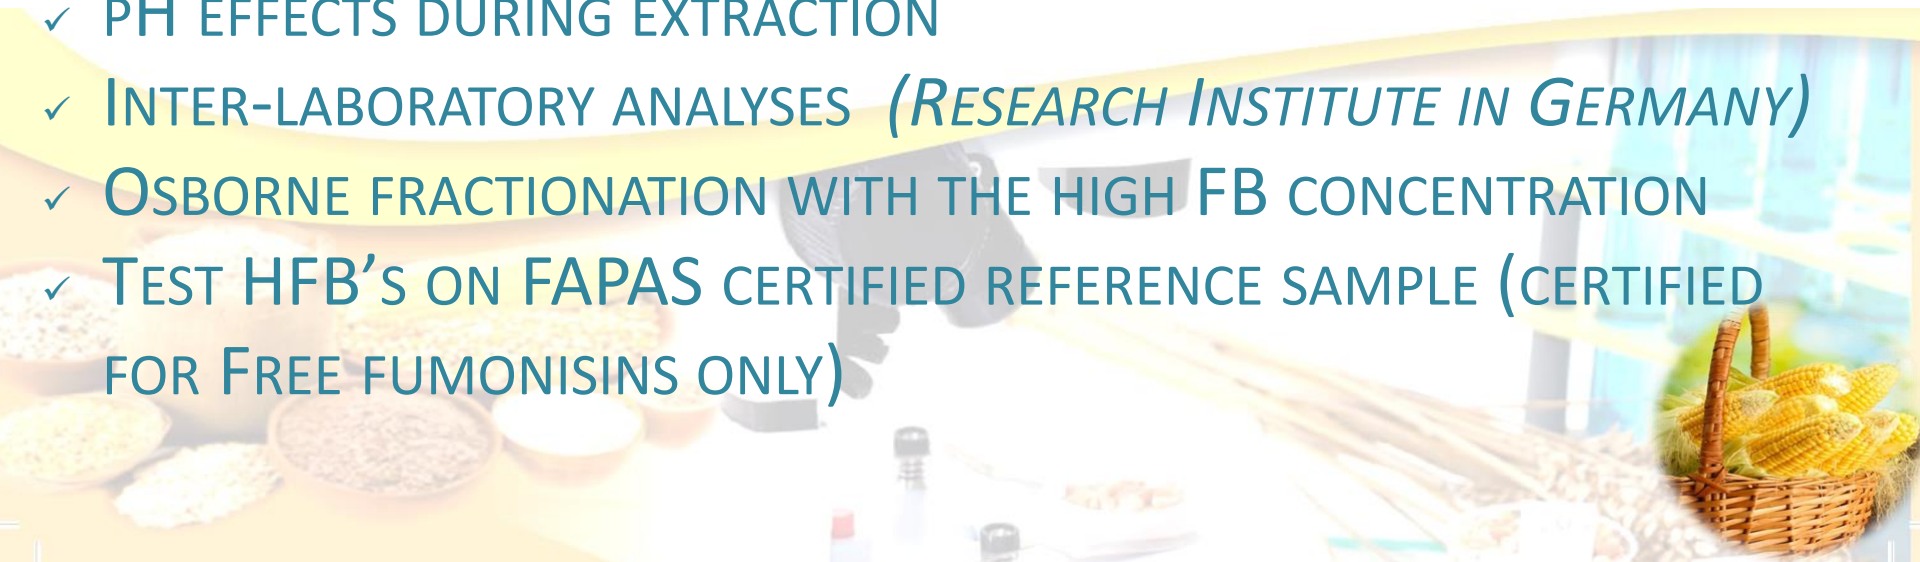 ✓ pH effects during extraction
✓ Inter-laboratory analyses (Research Institute in Germany)
✓ Osborne fractionation with the high FB concentration
✓ Test HFB's on FAPAS certified reference sample (certified
for Free fumonisins only)